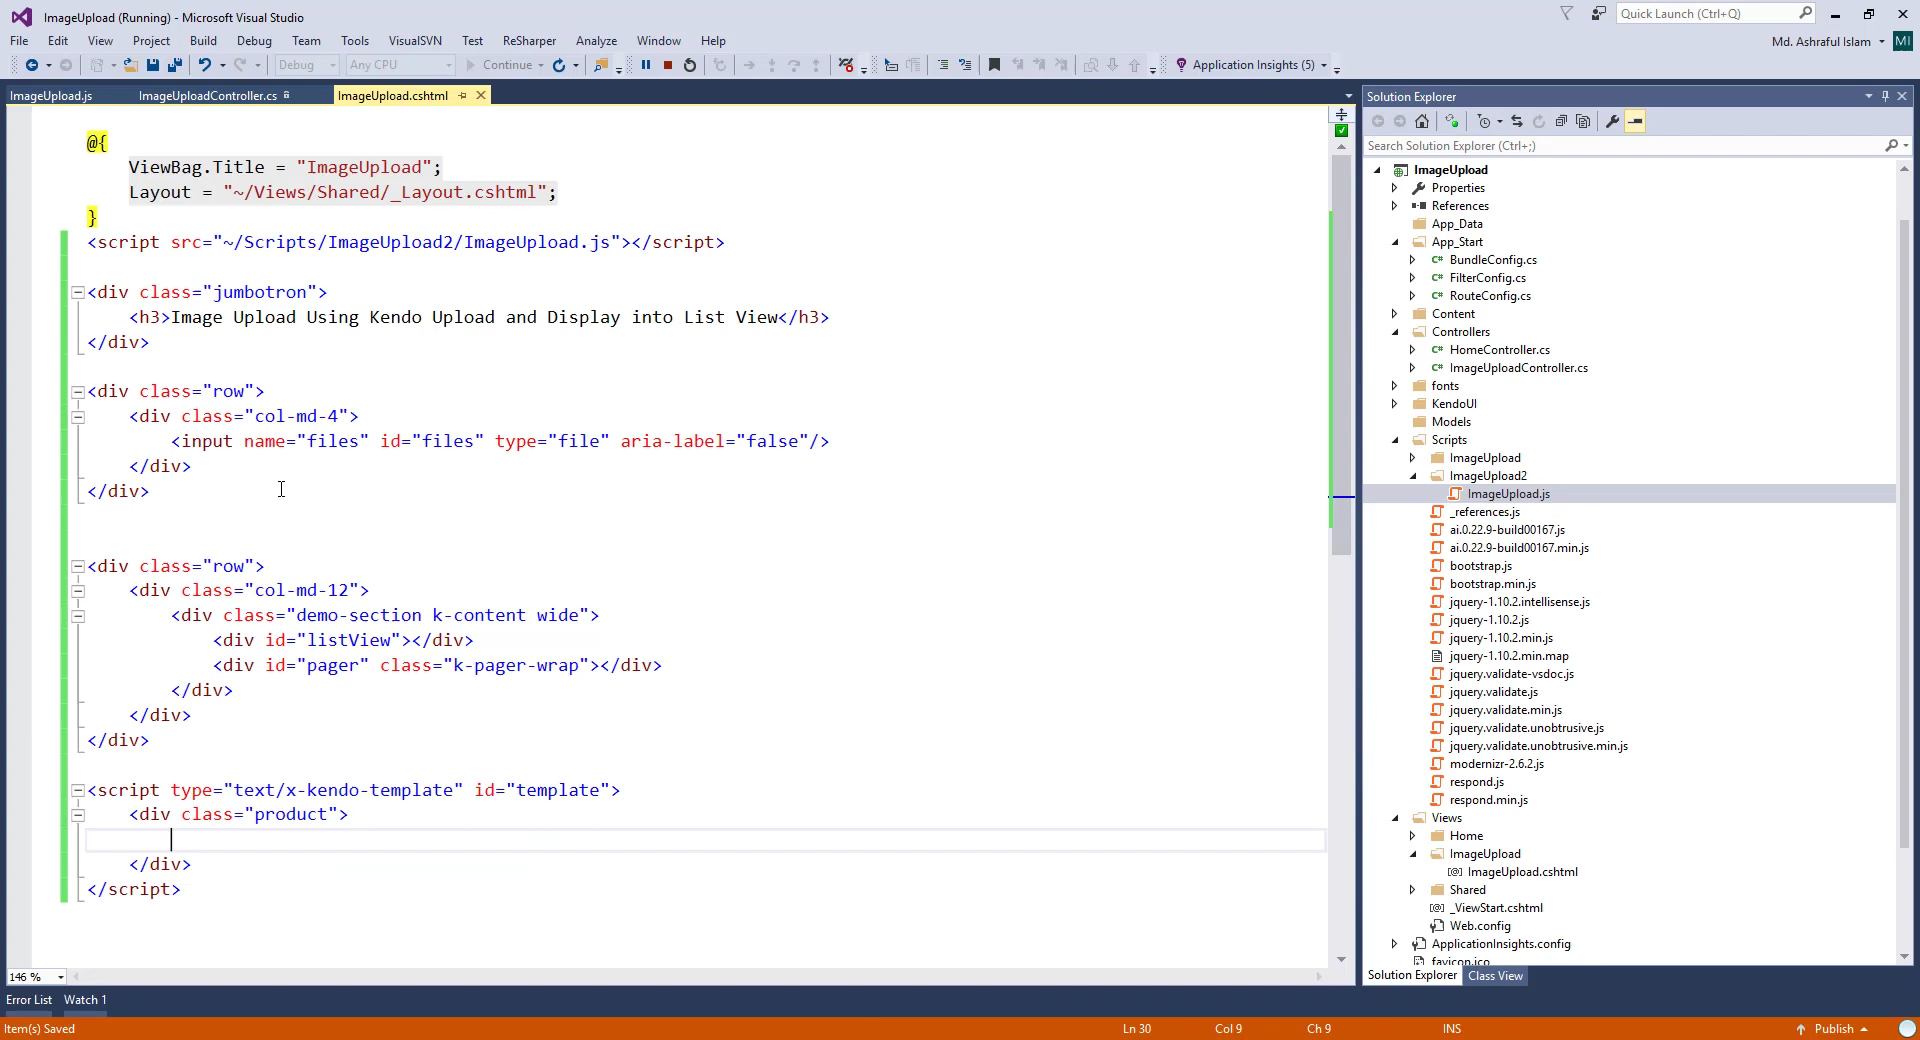 ImageUpload (Running) - Microsoft Visual Studio
Quick Launch (Ctrl+Q)
File Edit View Project Build Debug Team Tools VisualSVN Test ReSharper Analyze Window Help
Md. Ashraful Islam MI
Debug Any CPU Continue Application Insights (5)
ImageUpload.js ImageUploadController.cs ImageUpload.cshtml
@{
ViewBag.Title = "ImageUpload";
Layout = "~/Views/Shared/_Layout.cshtml";
}
<script src="~/Scripts/ImageUpload2/ImageUpload.js"></script>
<div class="jumbotron">
<h3>Image Upload Using Kendo Upload and Display into List View</h3>
</div>
<div class="row">
<div class="col-md-4">
<input name="files" id="files" type="file" aria-label="false"/>
</div>
</div>
<div class="row">
<div class="col-md-12">
<div class="demo-section k-content wide">
<div id="listView"></div>
<div id="pager" class="k-pager-wrap"></div>
</div>
</div>
</div>
<script type="text/x-kendo-template" id="template">
<div class="product">
</div>
</script>
146 %
Solution Explorer
Search Solution Explorer (Ctrl+;)
ImageUpload
Properties
References
App_Data
App_Start
C# BundleConfig.cs
C# FilterConfig.cs
C# RouteConfig.cs
Content
Controllers
C# HomeController.cs
C# ImageUploadController.cs
fonts
KendoUI
Models
Scripts
ImageUpload
ImageUpload2
ImageUpload.js
_references.js
ai.0.22.9-build00167.js
ai.0.22.9-build00167.min.js
bootstrap.js
bootstrap.min.js
jquery-1.10.2.intellisense.js
jquery-1.10.2.js
jquery-1.10.2.min.js
jquery-1.10.2.min.map
jquery.validate-vsdoc.js
jquery.validate.js
jquery.validate.min.js
jquery.validate.unobtrusive.js
jquery.validate.unobtrusive.min.js
modernizr-2.6.2.js
respond.js
respond.min.js
Views
Home
ImageUpload
[@] ImageUpload.cshtml
Shared
[@] _ViewStart.cshtml
Web.config
ApplicationInsights.config
favicon.ico
Solution Explorer Class View
Error List Watch 1
Item(s) Saved Ln 30 Col 9 Ch 9 INS Publish